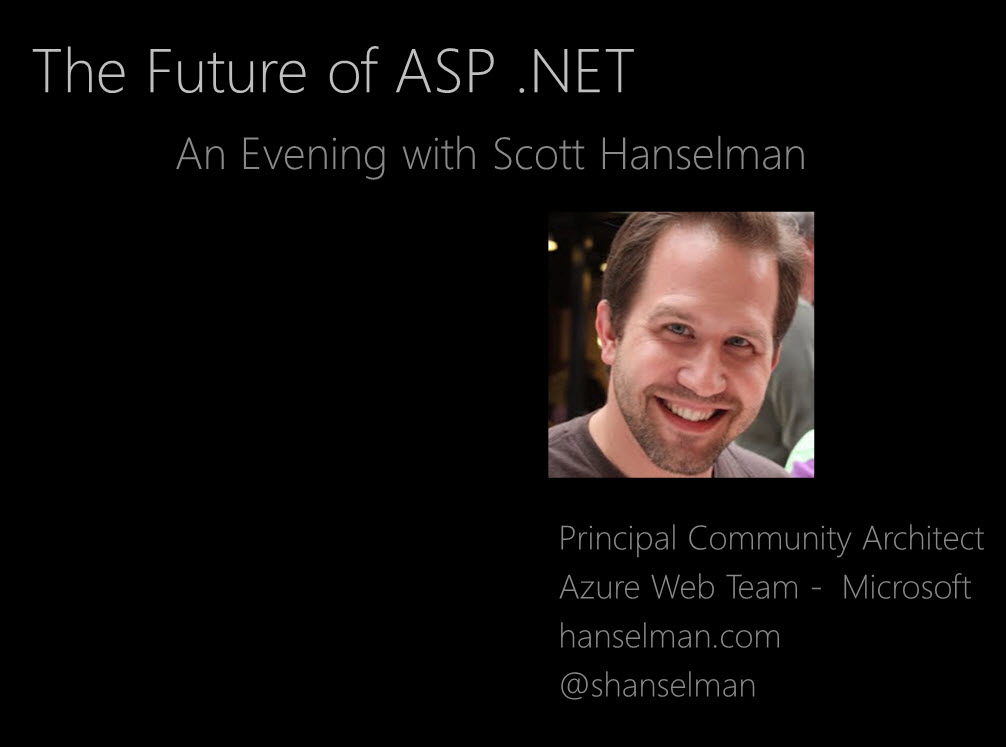 The Future of ASP .NET
An Evening with Scott Hanselman
Principal Community Architect
Azure Web Team - Microsoft
hanselman.com
@shanselman